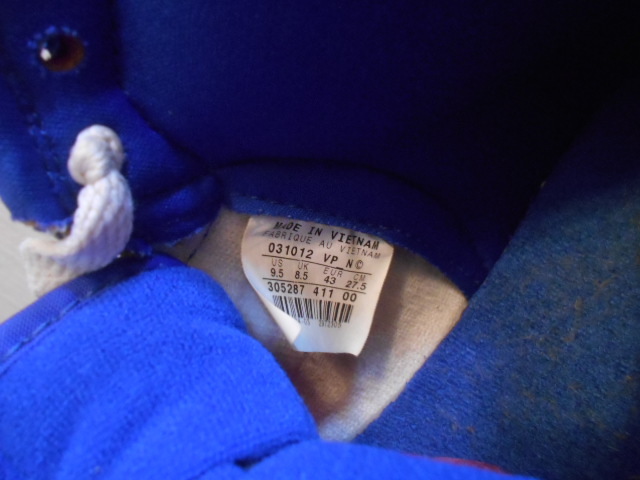 MADE IN VIETNAM
FABRIQUE AU VIETNAM
031012 VP N©
US UK EUR CM
9.5 8.5 43 27.5
305287 411 00